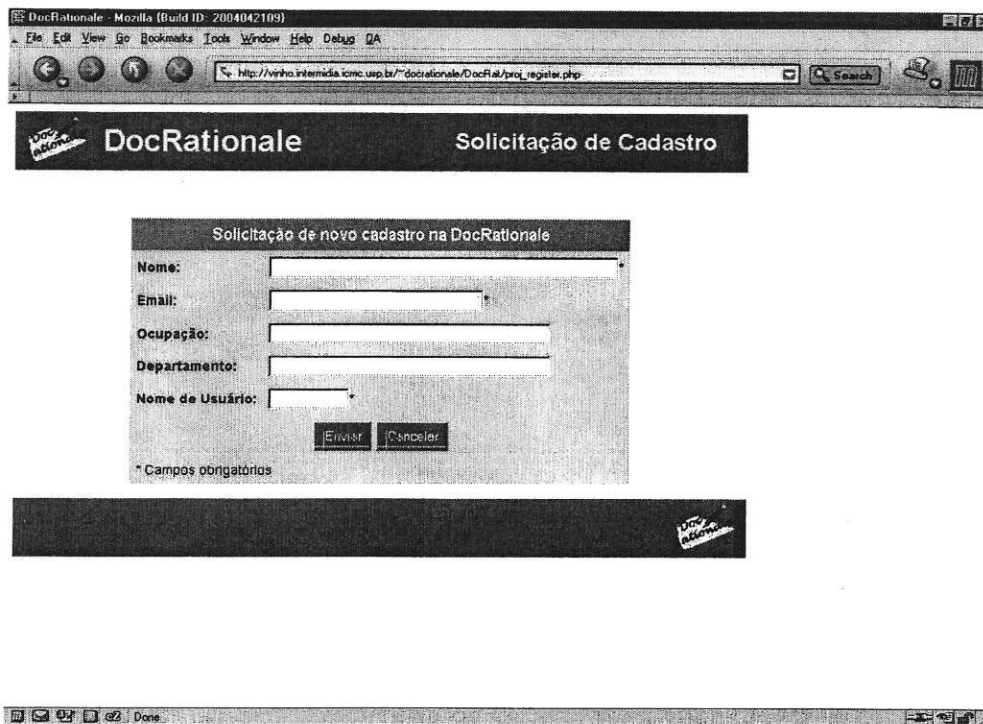 DocRationale - Mozilla {Build ID: 2004042109}
File Edit View Go Bookmarks Tools Window Help Debug QA
http://vinho.intermidia.icmc.usp.br/~docrationale/DocRat/proj_register.php Search
DocRationale Solicitação de Cadastro
Solicitação de novo cadastro na DocRationale
Nome: *
Email: *
Ocupação:
Departamento:
Nome de Usuário: *
Enviar Cancelar
* Campos obrigatórios
Done